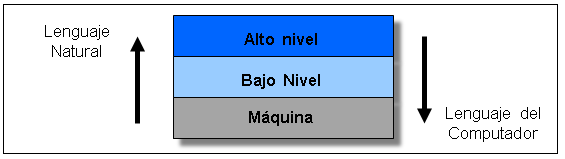 Lenguaje
Natural
Alto nivel
Bajo Nivel
Máquina
Lenguaje del
Computador